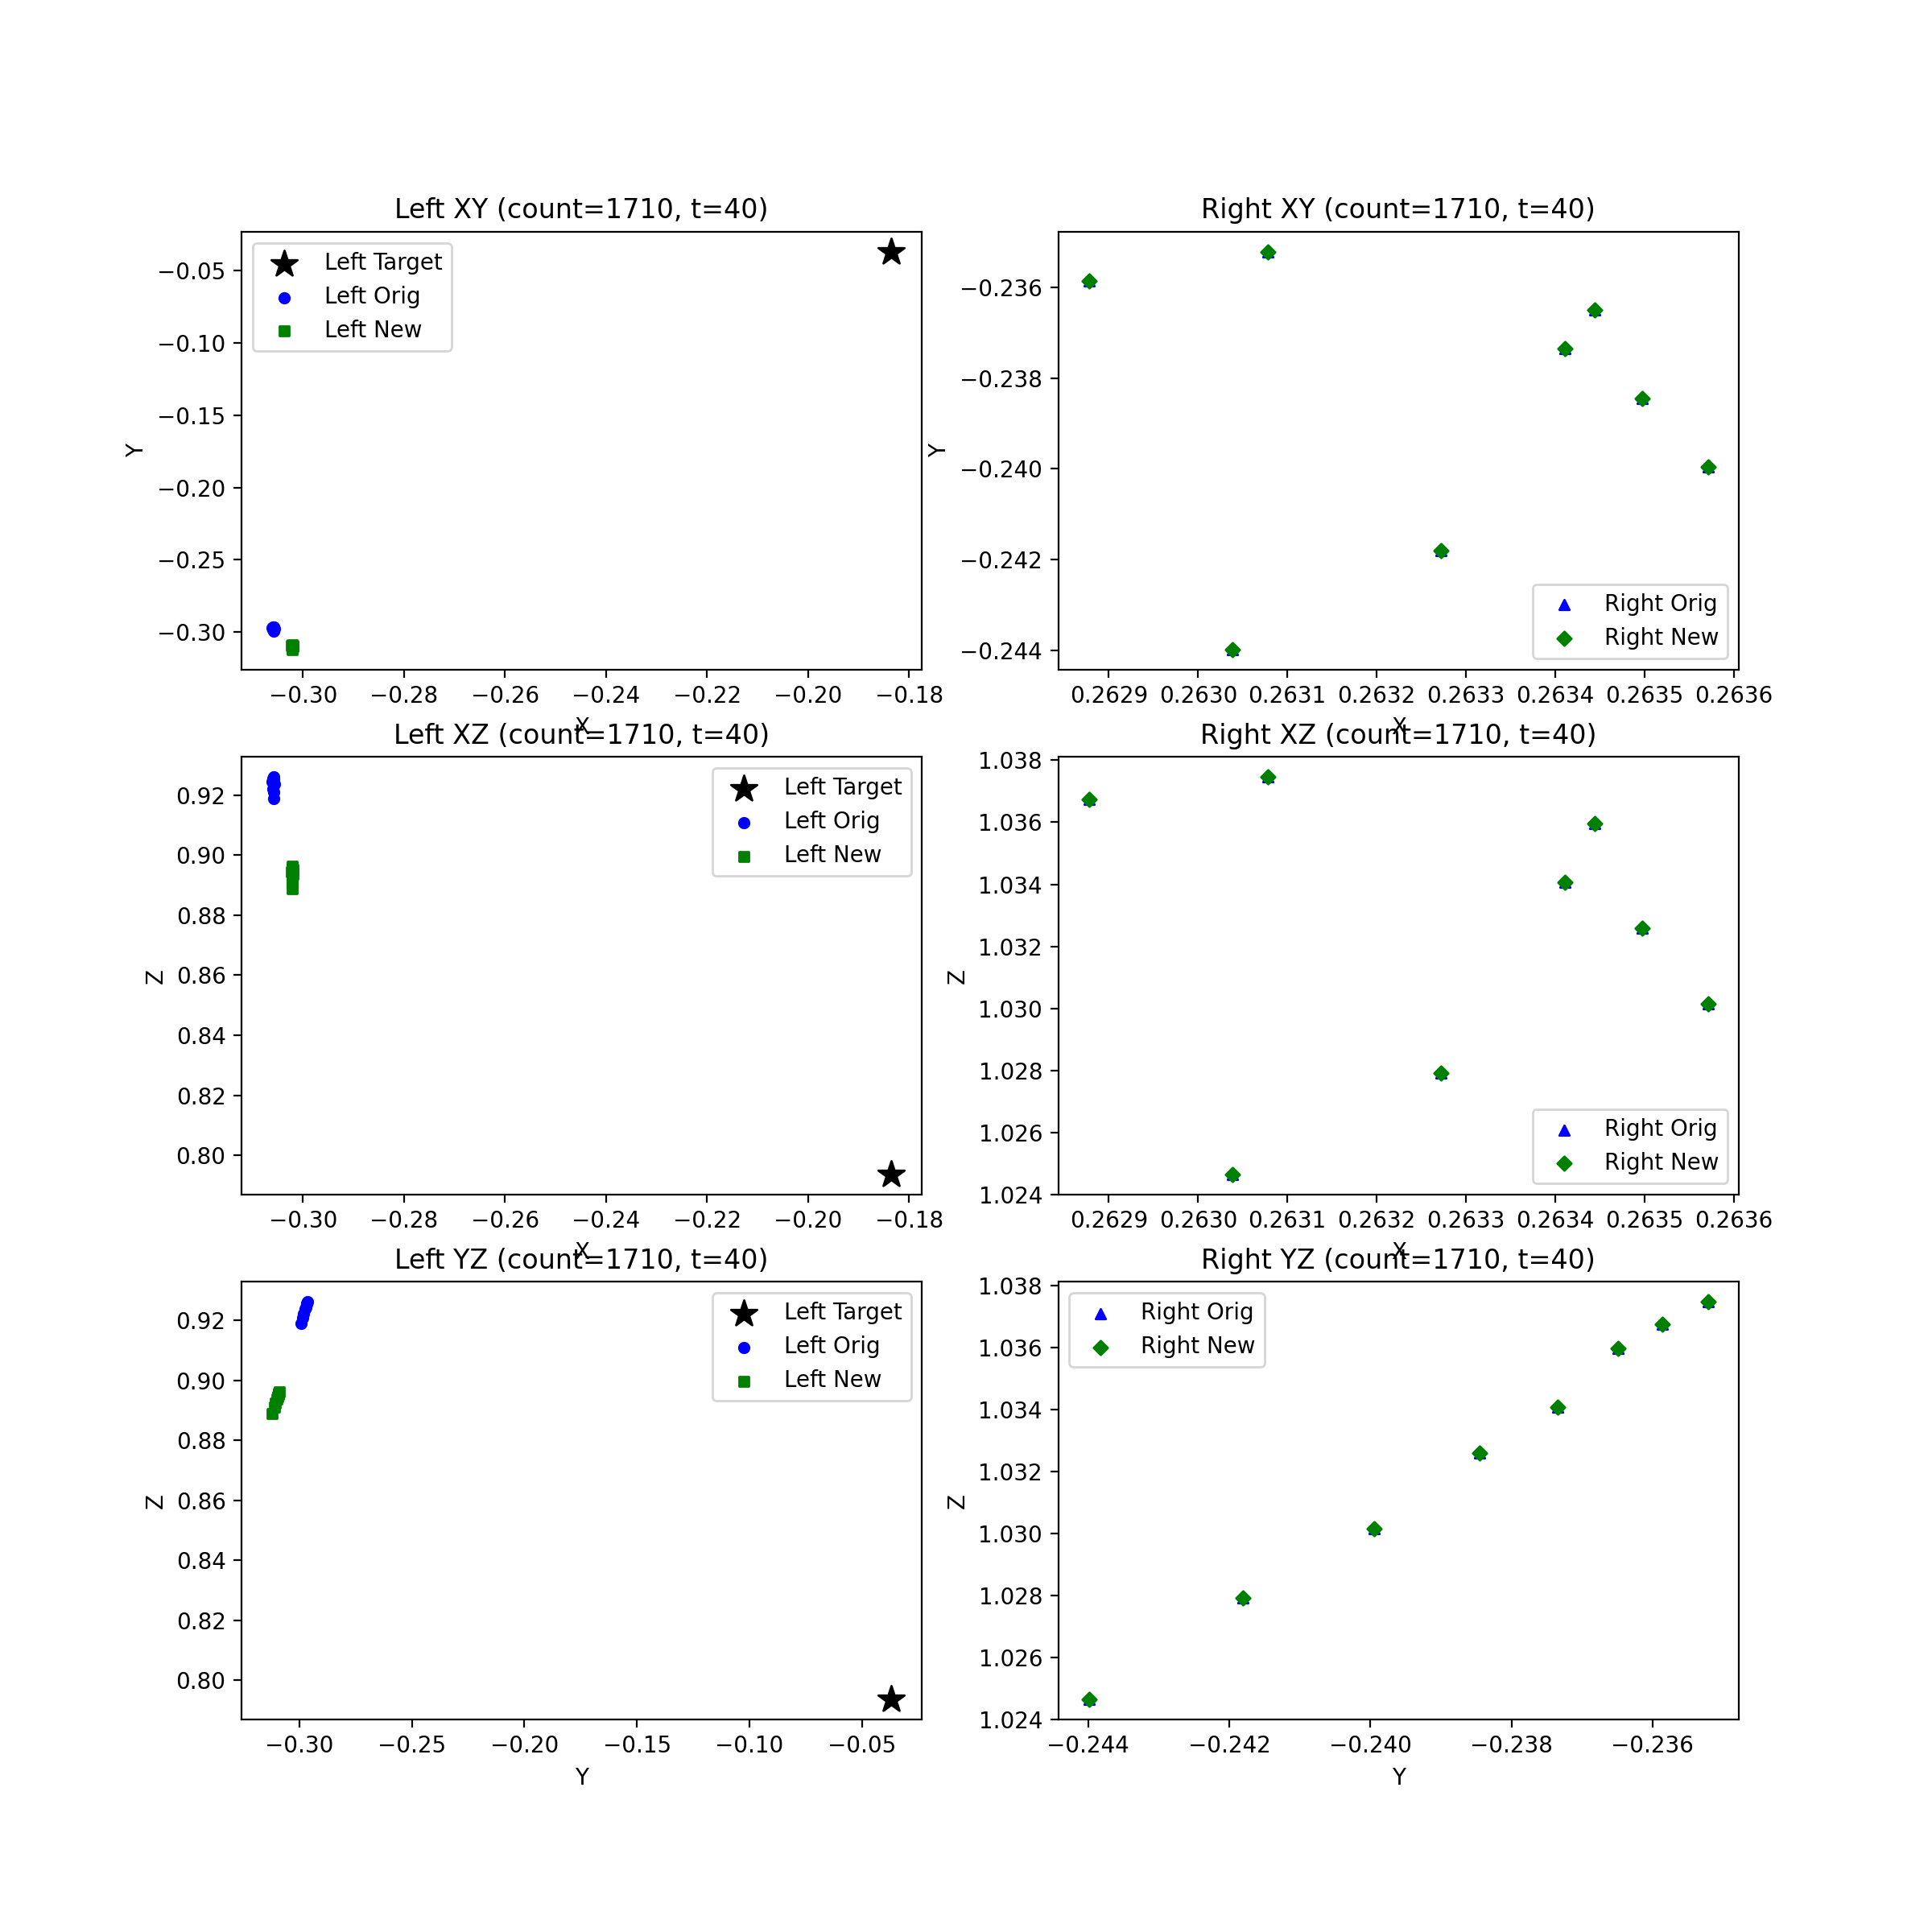 Left XY (count=1710, t=40)
Left Target
Left Orig
Left New
−0.05
−0.10
−0.15
−0.20
−0.25
−0.30
Y
−0.30 −0.28 −0.26 −0.24 −0.22 −0.20 −0.18
X
Right XY (count=1710, t=40)
−0.236
−0.238
−0.240
−0.242
−0.244
Y
Right Orig
Right New
0.2629 0.2630 0.2631 0.2632 0.2633 0.2634 0.2635 0.2636
X
Left XZ (count=1710, t=40)
Left Target
Left Orig
Left New
0.92
0.90
0.88
0.86
0.84
0.82
0.80
Z
−0.30 −0.28 −0.26 −0.24 −0.22 −0.20 −0.18
X
Right XZ (count=1710, t=40)
1.038
1.036
1.034
1.032
1.030
1.028
1.026
1.024
Z
Right Orig
Right New
0.2629 0.2630 0.2631 0.2632 0.2633 0.2634 0.2635 0.2636
X
Left YZ (count=1710, t=40)
Left Target
Left Orig
Left New
0.92
0.90
0.88
0.86
0.84
0.82
0.80
Z
−0.30 −0.25 −0.20 −0.15 −0.10 −0.05
Y
Right YZ (count=1710, t=40)
Right Orig
Right New
1.038
1.036
1.034
1.032
1.030
1.028
1.026
1.024
Z
−0.244 −0.242 −0.240 −0.238 −0.236
Y